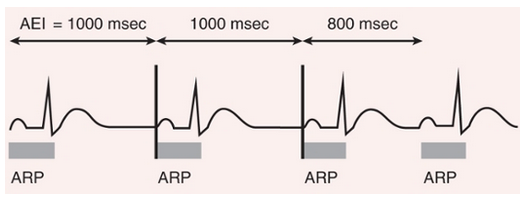 AEI = 1000 msec 1000 msec 800 msec
ARP ARP ARP ARP